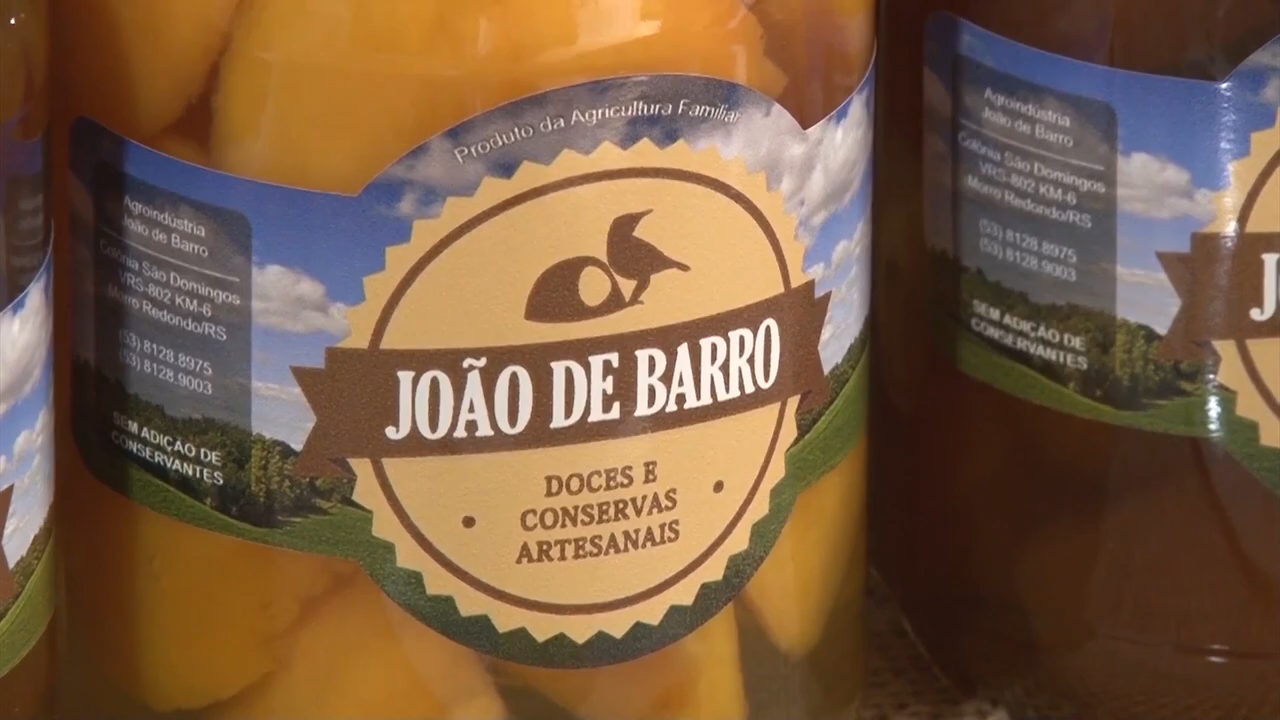 Produto da Agricultura Familiar
JOÃO DE BARRO
DOCES E
CONSERVAS
ARTESANAIS
Agroindústria
João de Barro
Colônia São Domingos
VRS-802 KM-6
Morro Redondo/RS
(53) 8128.8975
(53) 8128.9003
SEM ADIÇÃO DE
CONSERVANTES
Agroindústria
João de Barro
Colônia São Domingos
VRS-802 KM-6
Morro Redondo/RS
(53) 8128.8975
(53) 8128.9003
SEM ADIÇÃO DE
CONSERVANTES
J